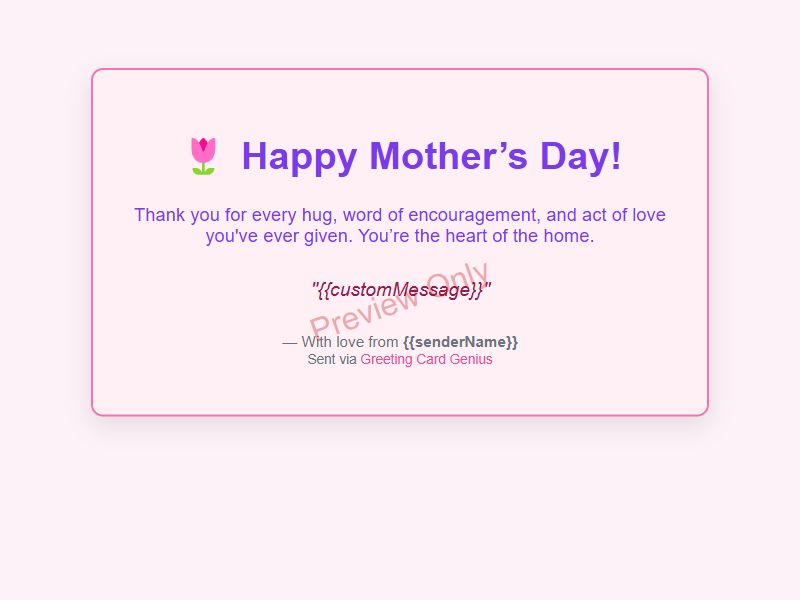 Happy Mother’s Day!
Thank you for every hug, word of encouragement, and act of love
you've ever given. You’re the heart of the home.
"{{customMessage}}"
Preview Only
— With love from {{senderName}}
Sent via Greeting Card Genius